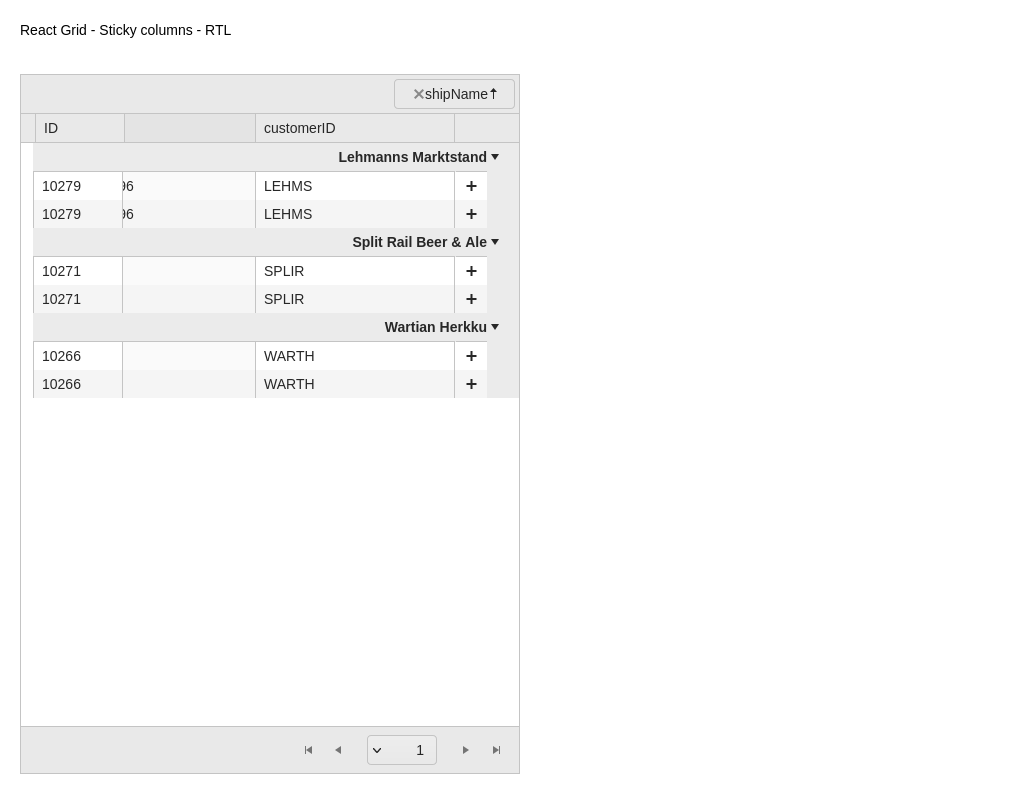 React Grid - Sticky columns - RTL
shipName
ID customerID
Lehmanns Marktstand
10279 96 LEHMS
10279 96 LEHMS
Split Rail Beer & Ale
10271 SPLIR
10271 SPLIR
Wartian Herkku
10266 WARTH
10266 WARTH
1